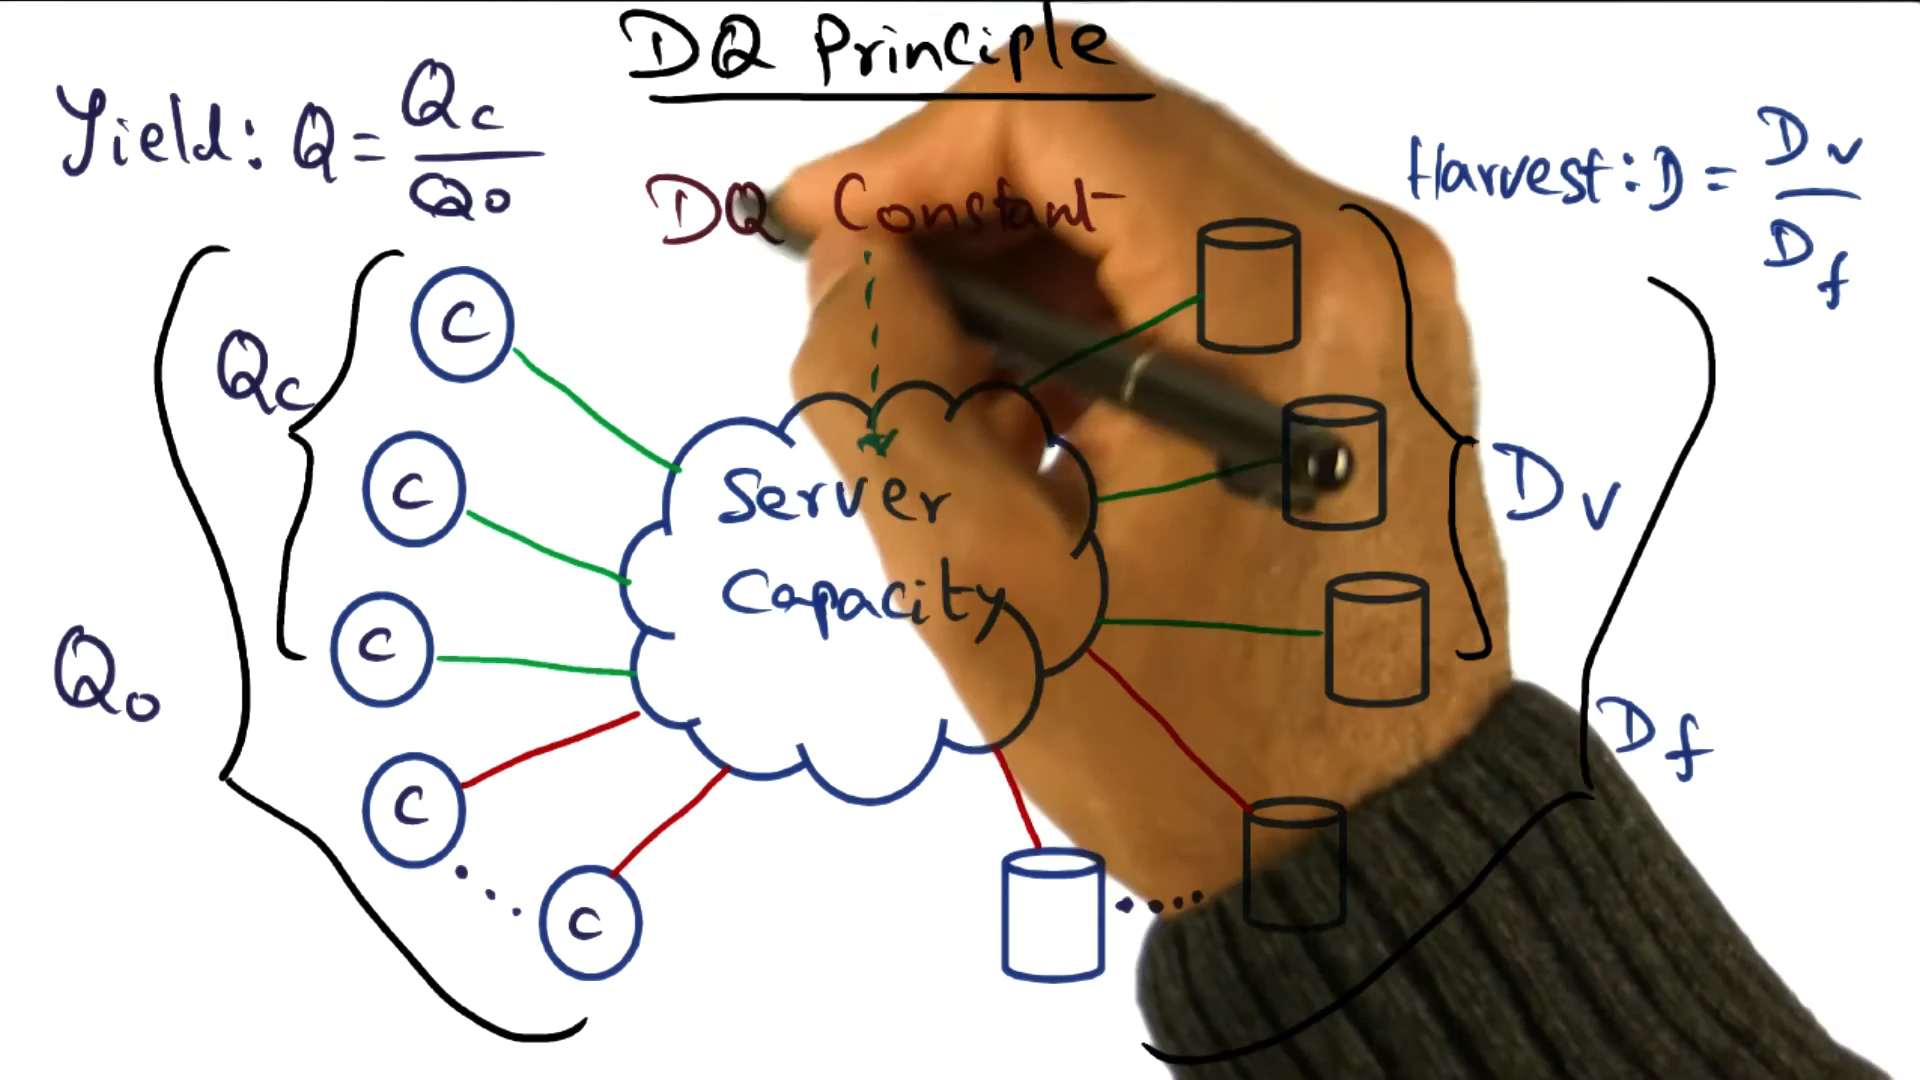 DQ Principle
Yield: Q = Qc / Qo
Harvest: D = Dv / Df
DQ Constant
Qc
Qo
C
C
C
C
C
Server
Capacity
Dv
Df